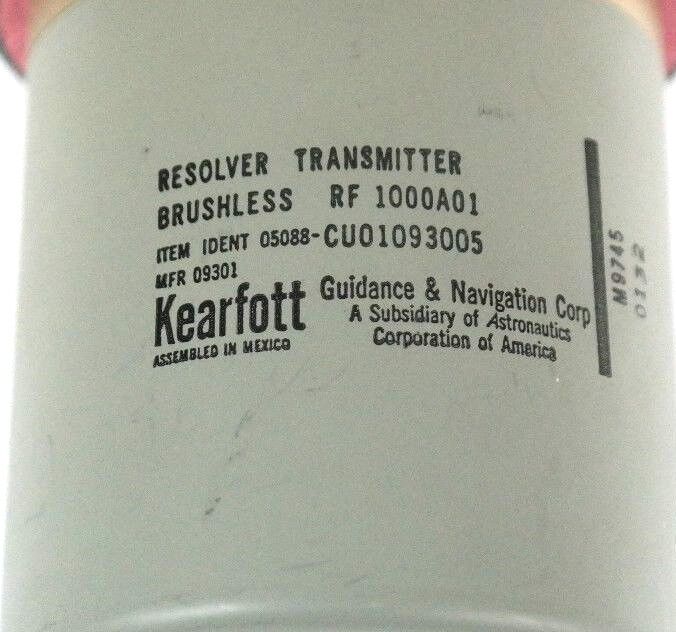 RESOLVER TRANSMITTER
BRUSHLESS RF 1000A01
ITEM IDENT 05088-CU01093005
MFR 09301
Kearfott Guidance & Navigation Corp
A Subsidiary of Astronautics
Corporation of America
ASSEMBLED IN MEXICO
M9745
0132